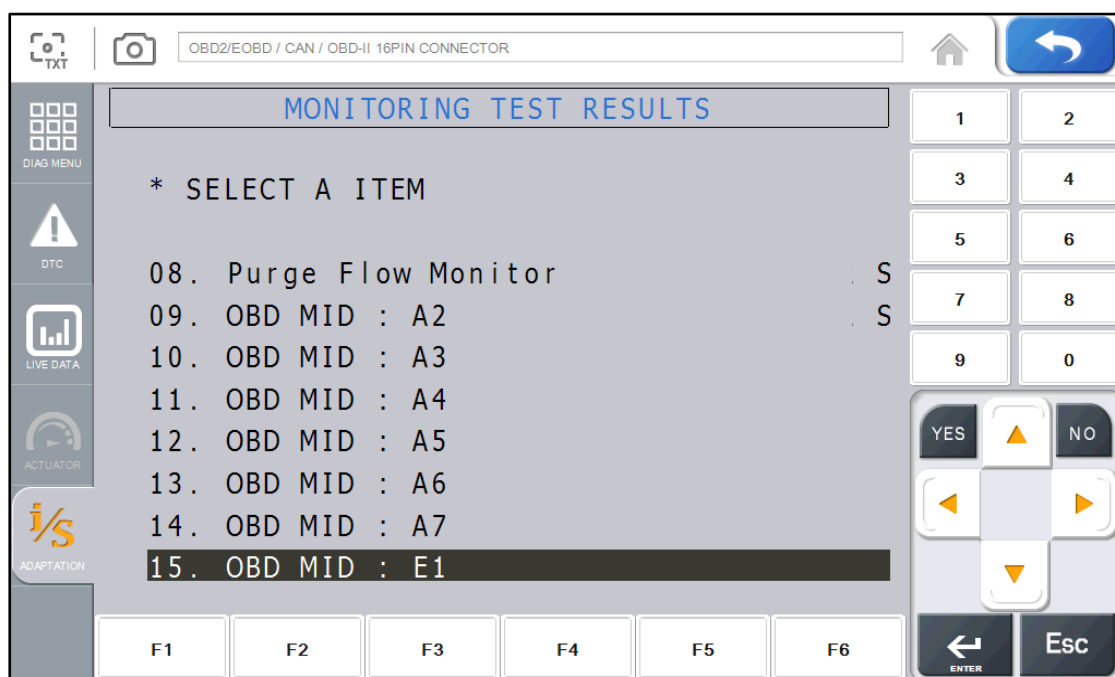 TXT
OBD2/EOBD / CAN / OBD-II 16PIN CONNECTOR
DIAG MENU
DTC
LIVE DATA
ACTUATOR
i/S
ADAPTATION
MONITORING TEST RESULTS
* SELECT A ITEM
08. Purge Flow Monitor : S
09. OBD MID : A2 : S
10. OBD MID : A3
11. OBD MID : A4
12. OBD MID : A5
13. OBD MID : A6
14. OBD MID : A7
15. OBD MID : E1
F1 F2 F3 F4 F5 F6
1 2
3 4
5 6
7 8
9 0
YES NO
ENTER Esc